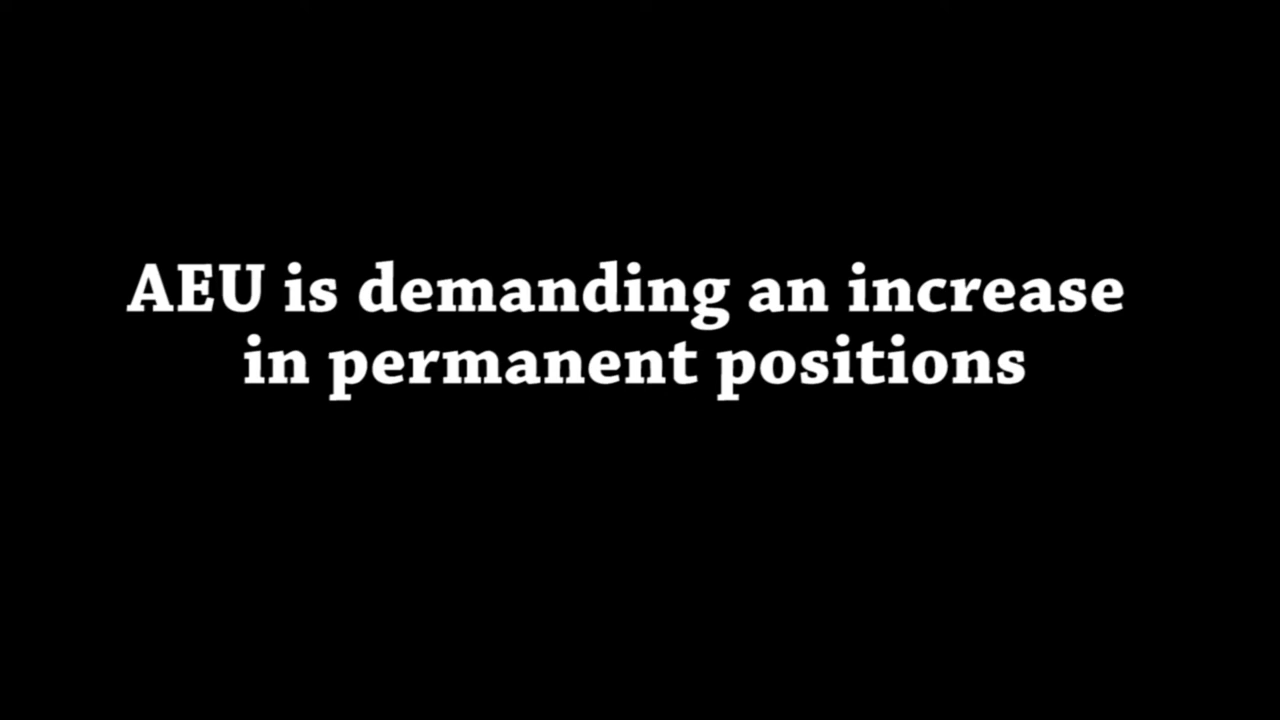 AEU is demanding an increase
in permanent positions